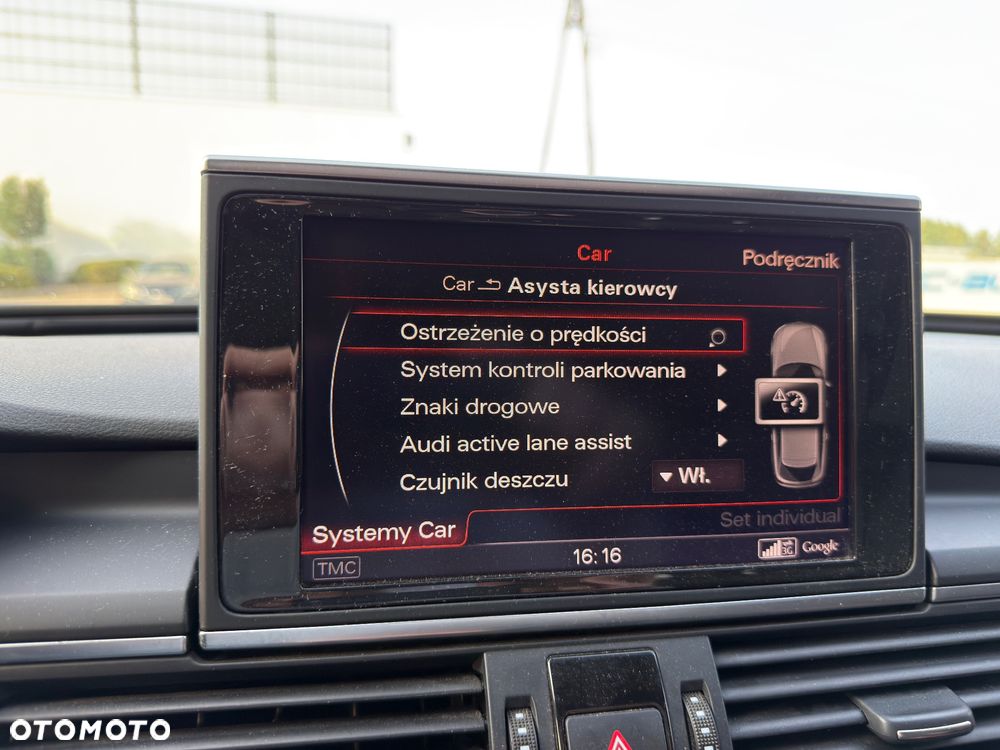 Car
Podręcznik
Car Asysta kierowcy
Ostrzeżenie o prędkości
System kontroli parkowania
Znaki drogowe
Audi active lane assist
Czujnik deszczu Wł.
Set individual
Systemy Car
TMC 16:16 3G Google
OTOMOTO